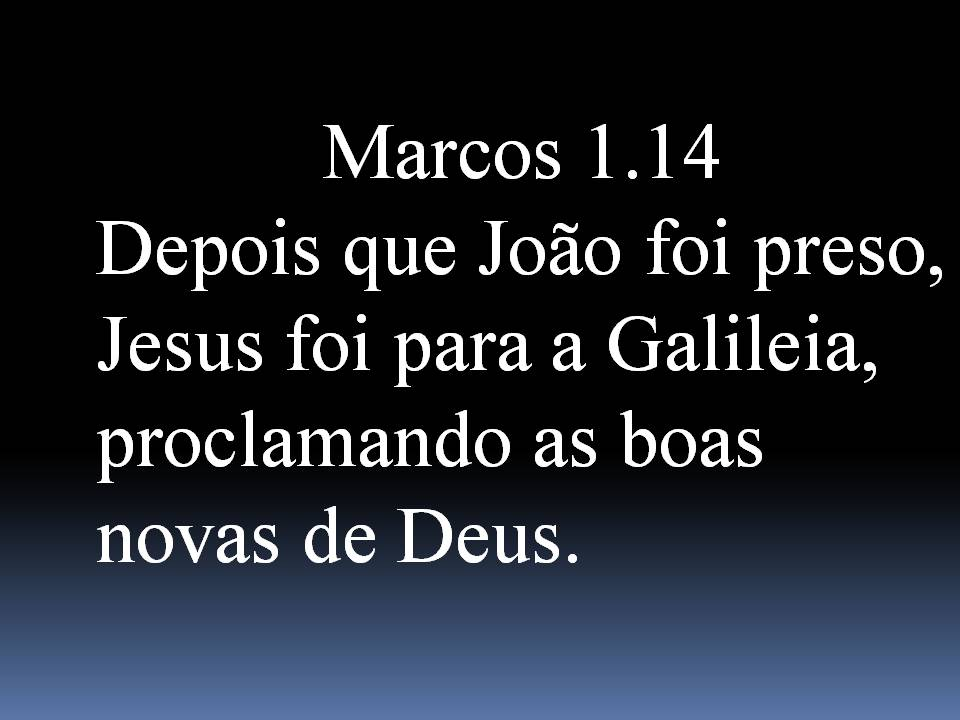 Marcos 1.14
Depois que João foi preso,
Jesus foi para a Galileia,
proclamando as boas
novas de Deus.